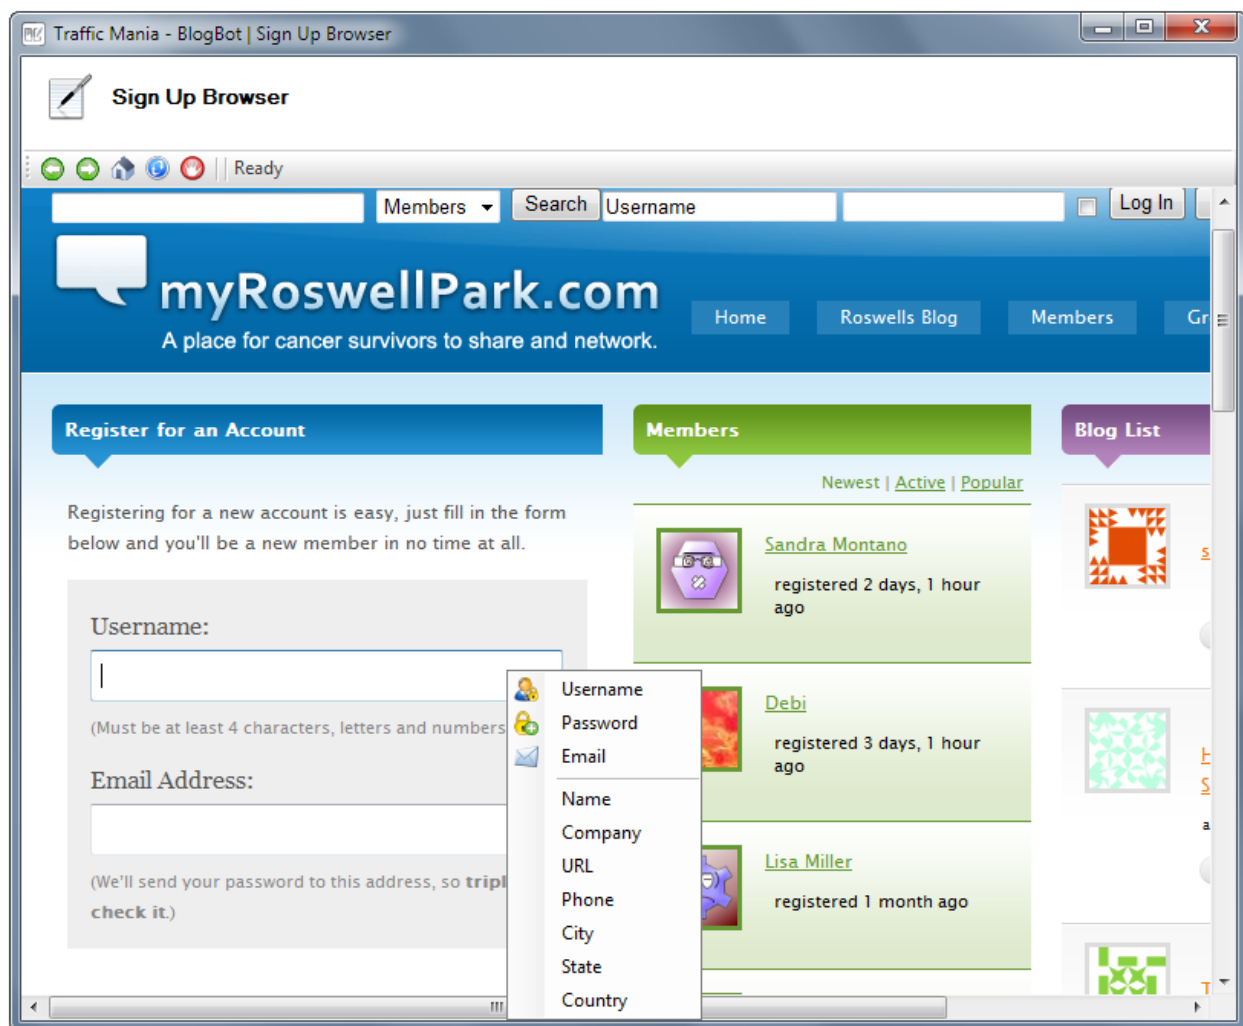 Traffic Mania - BlogBot | Sign Up Browser
Sign Up Browser
Ready
Members
Search
Username
Log In
myRoswellPark.com
A place for cancer survivors to share and network.
Home
Roswells Blog
Members
Register for an Account
Registering for a new account is easy, just fill in the form
below and you'll be a new member in no time at all.
Username:
(Must be at least 4 characters, letters and numbers
Email Address:
(We'll send your password to this address, so
check it.)
Username
Password
Email
Name
Company
URL
Phone
City
State
Country
Members
Newest | Active | Popular
Sandra Montano
registered 2 days, 1 hour
ago
Debi
registered 3 days, 1 hour
ago
Lisa Miller
registered 1 month ago
Blog List